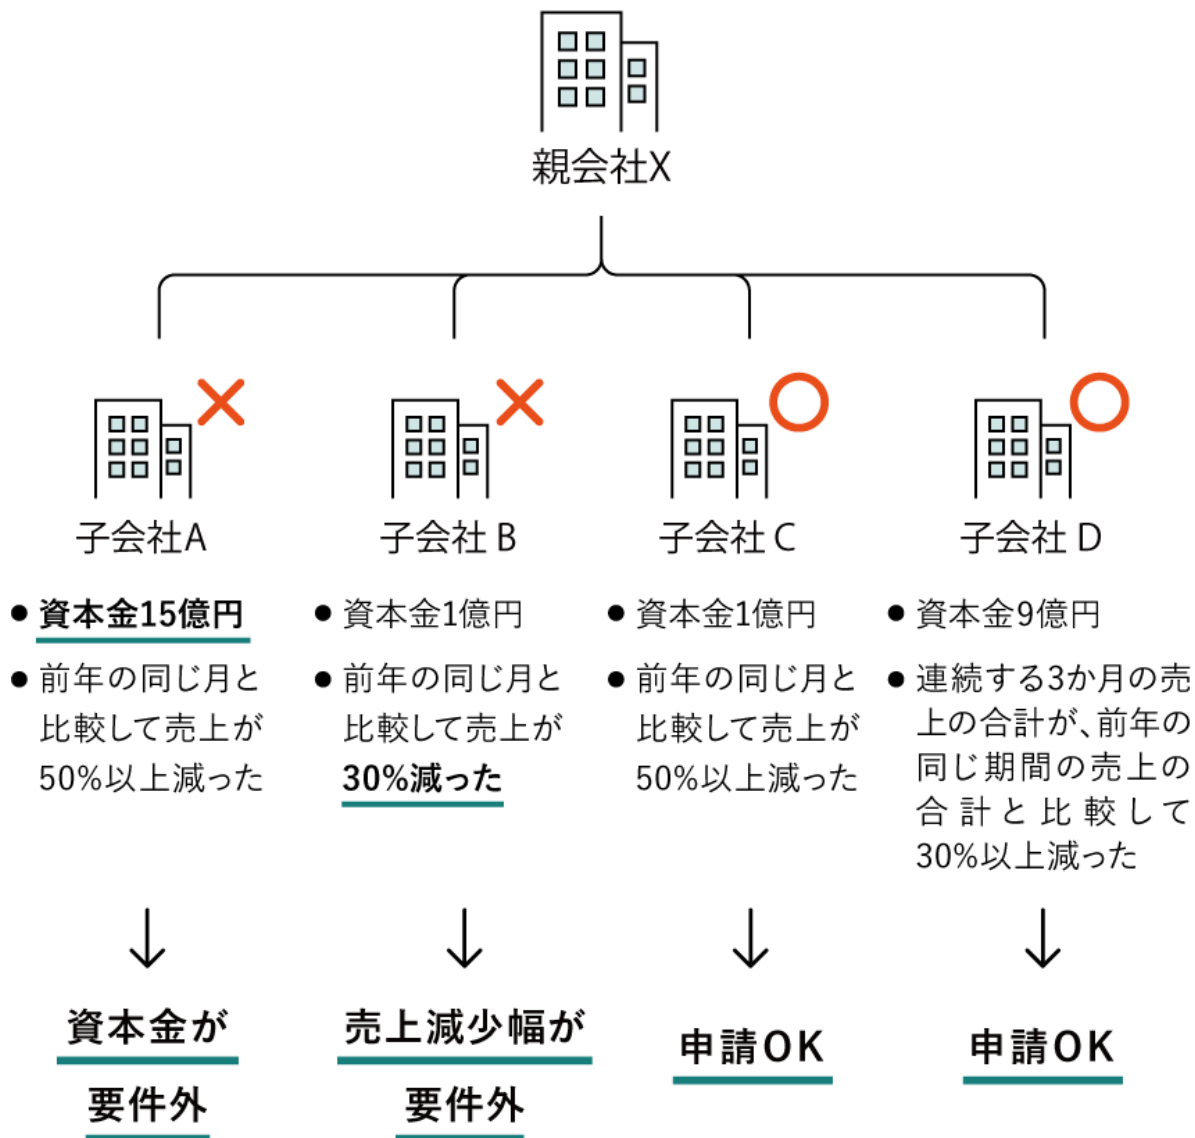 親会社X
子会社A
● 資本金15億円
● 前年の同じ月と
比較して売上が
50%以上減った
資本金が
要件外
子会社 B
● 資本金1億円
● 前年の同じ月と
比較して売上が
30%減った
売上減少幅が
要件外
子会社 C
● 資本金1億円
● 前年の同じ月と
比較して売上が
50%以上減った
申請OK
子会社 D
● 資本金9億円
● 連続する3か月の売
上の合計が、前年の
同じ期間の売上の
合計と比較して
30%以上減った
申請OK